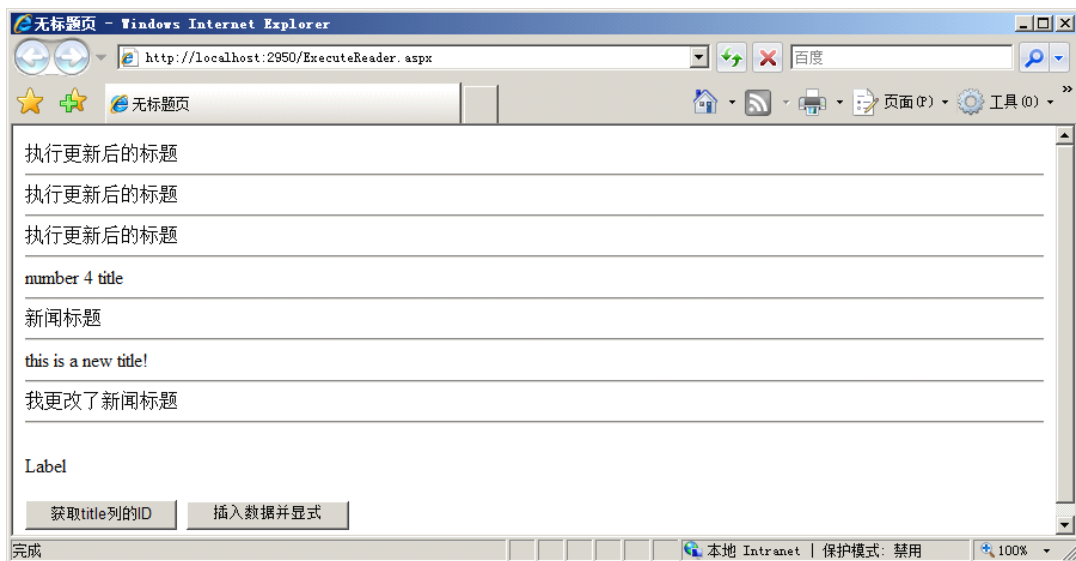 无标题页 - Windows Internet Explorer
http://localhost:2950/ExecuteReader.aspx
百度
无标题页
页面(P)
工具(O)
»
执行更新后的标题
执行更新后的标题
执行更新后的标题
number 4 title
新闻标题
this is a new title!
我更改了新闻标题
Label
获取title列的ID 插入数据并显式
完成
本地 Intranet | 保护模式: 禁用
100%